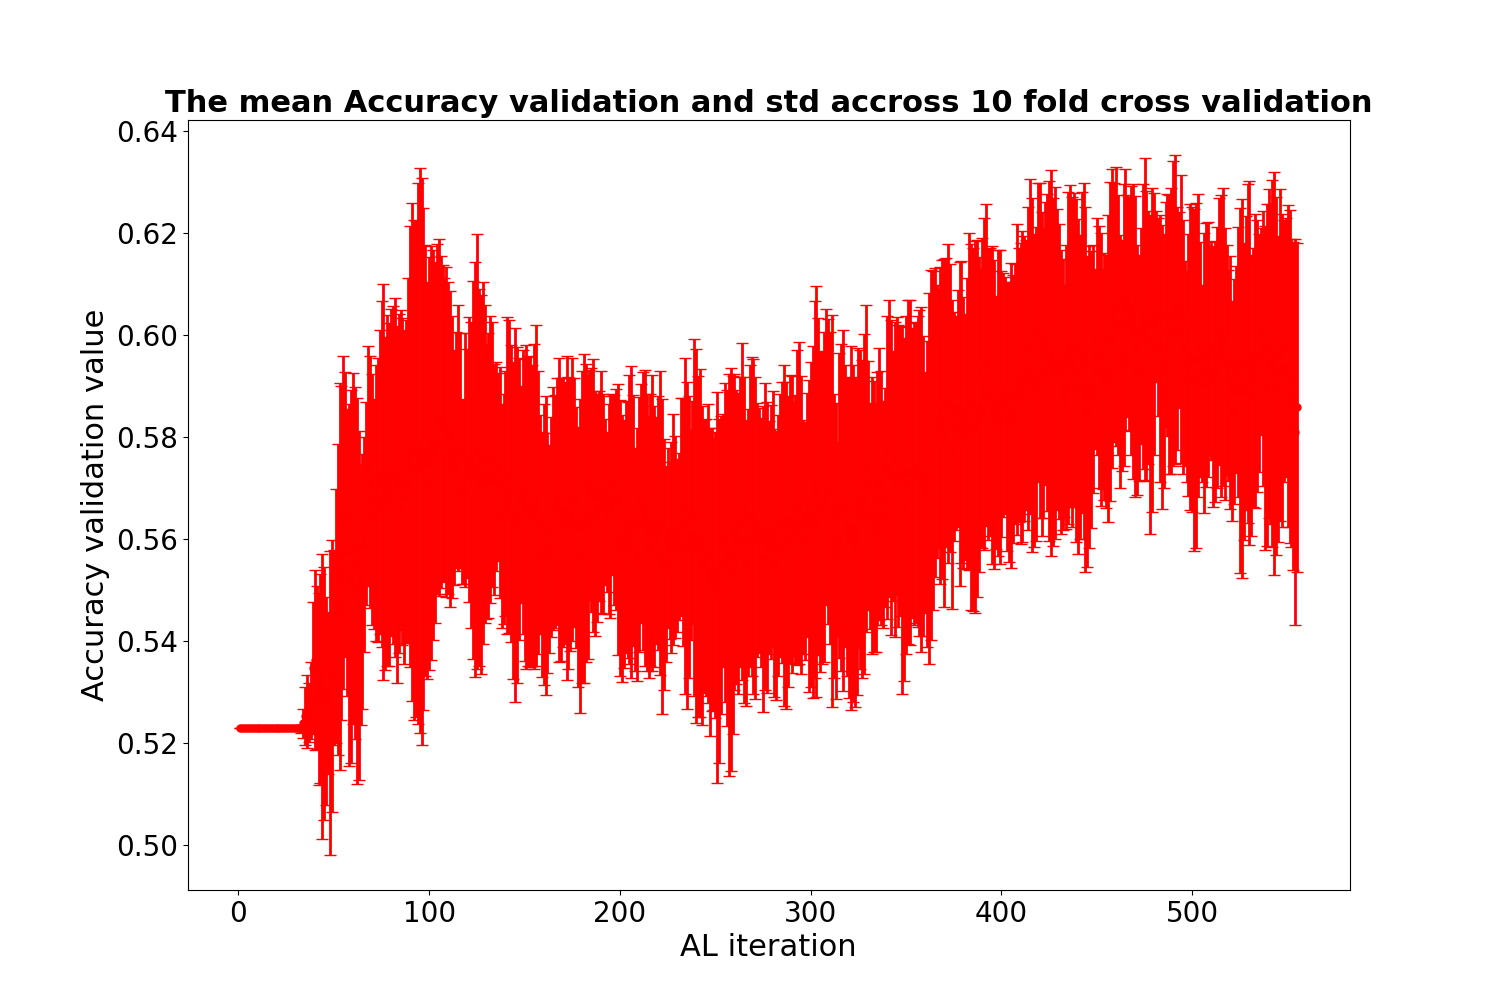 The mean Accuracy validation and std accross 10 fold cross validation
0.64
0.62
0.60
0.58
0.56
0.54
0.52
0.50
Accuracy validation value
0 100 200 300 400 500
AL iteration